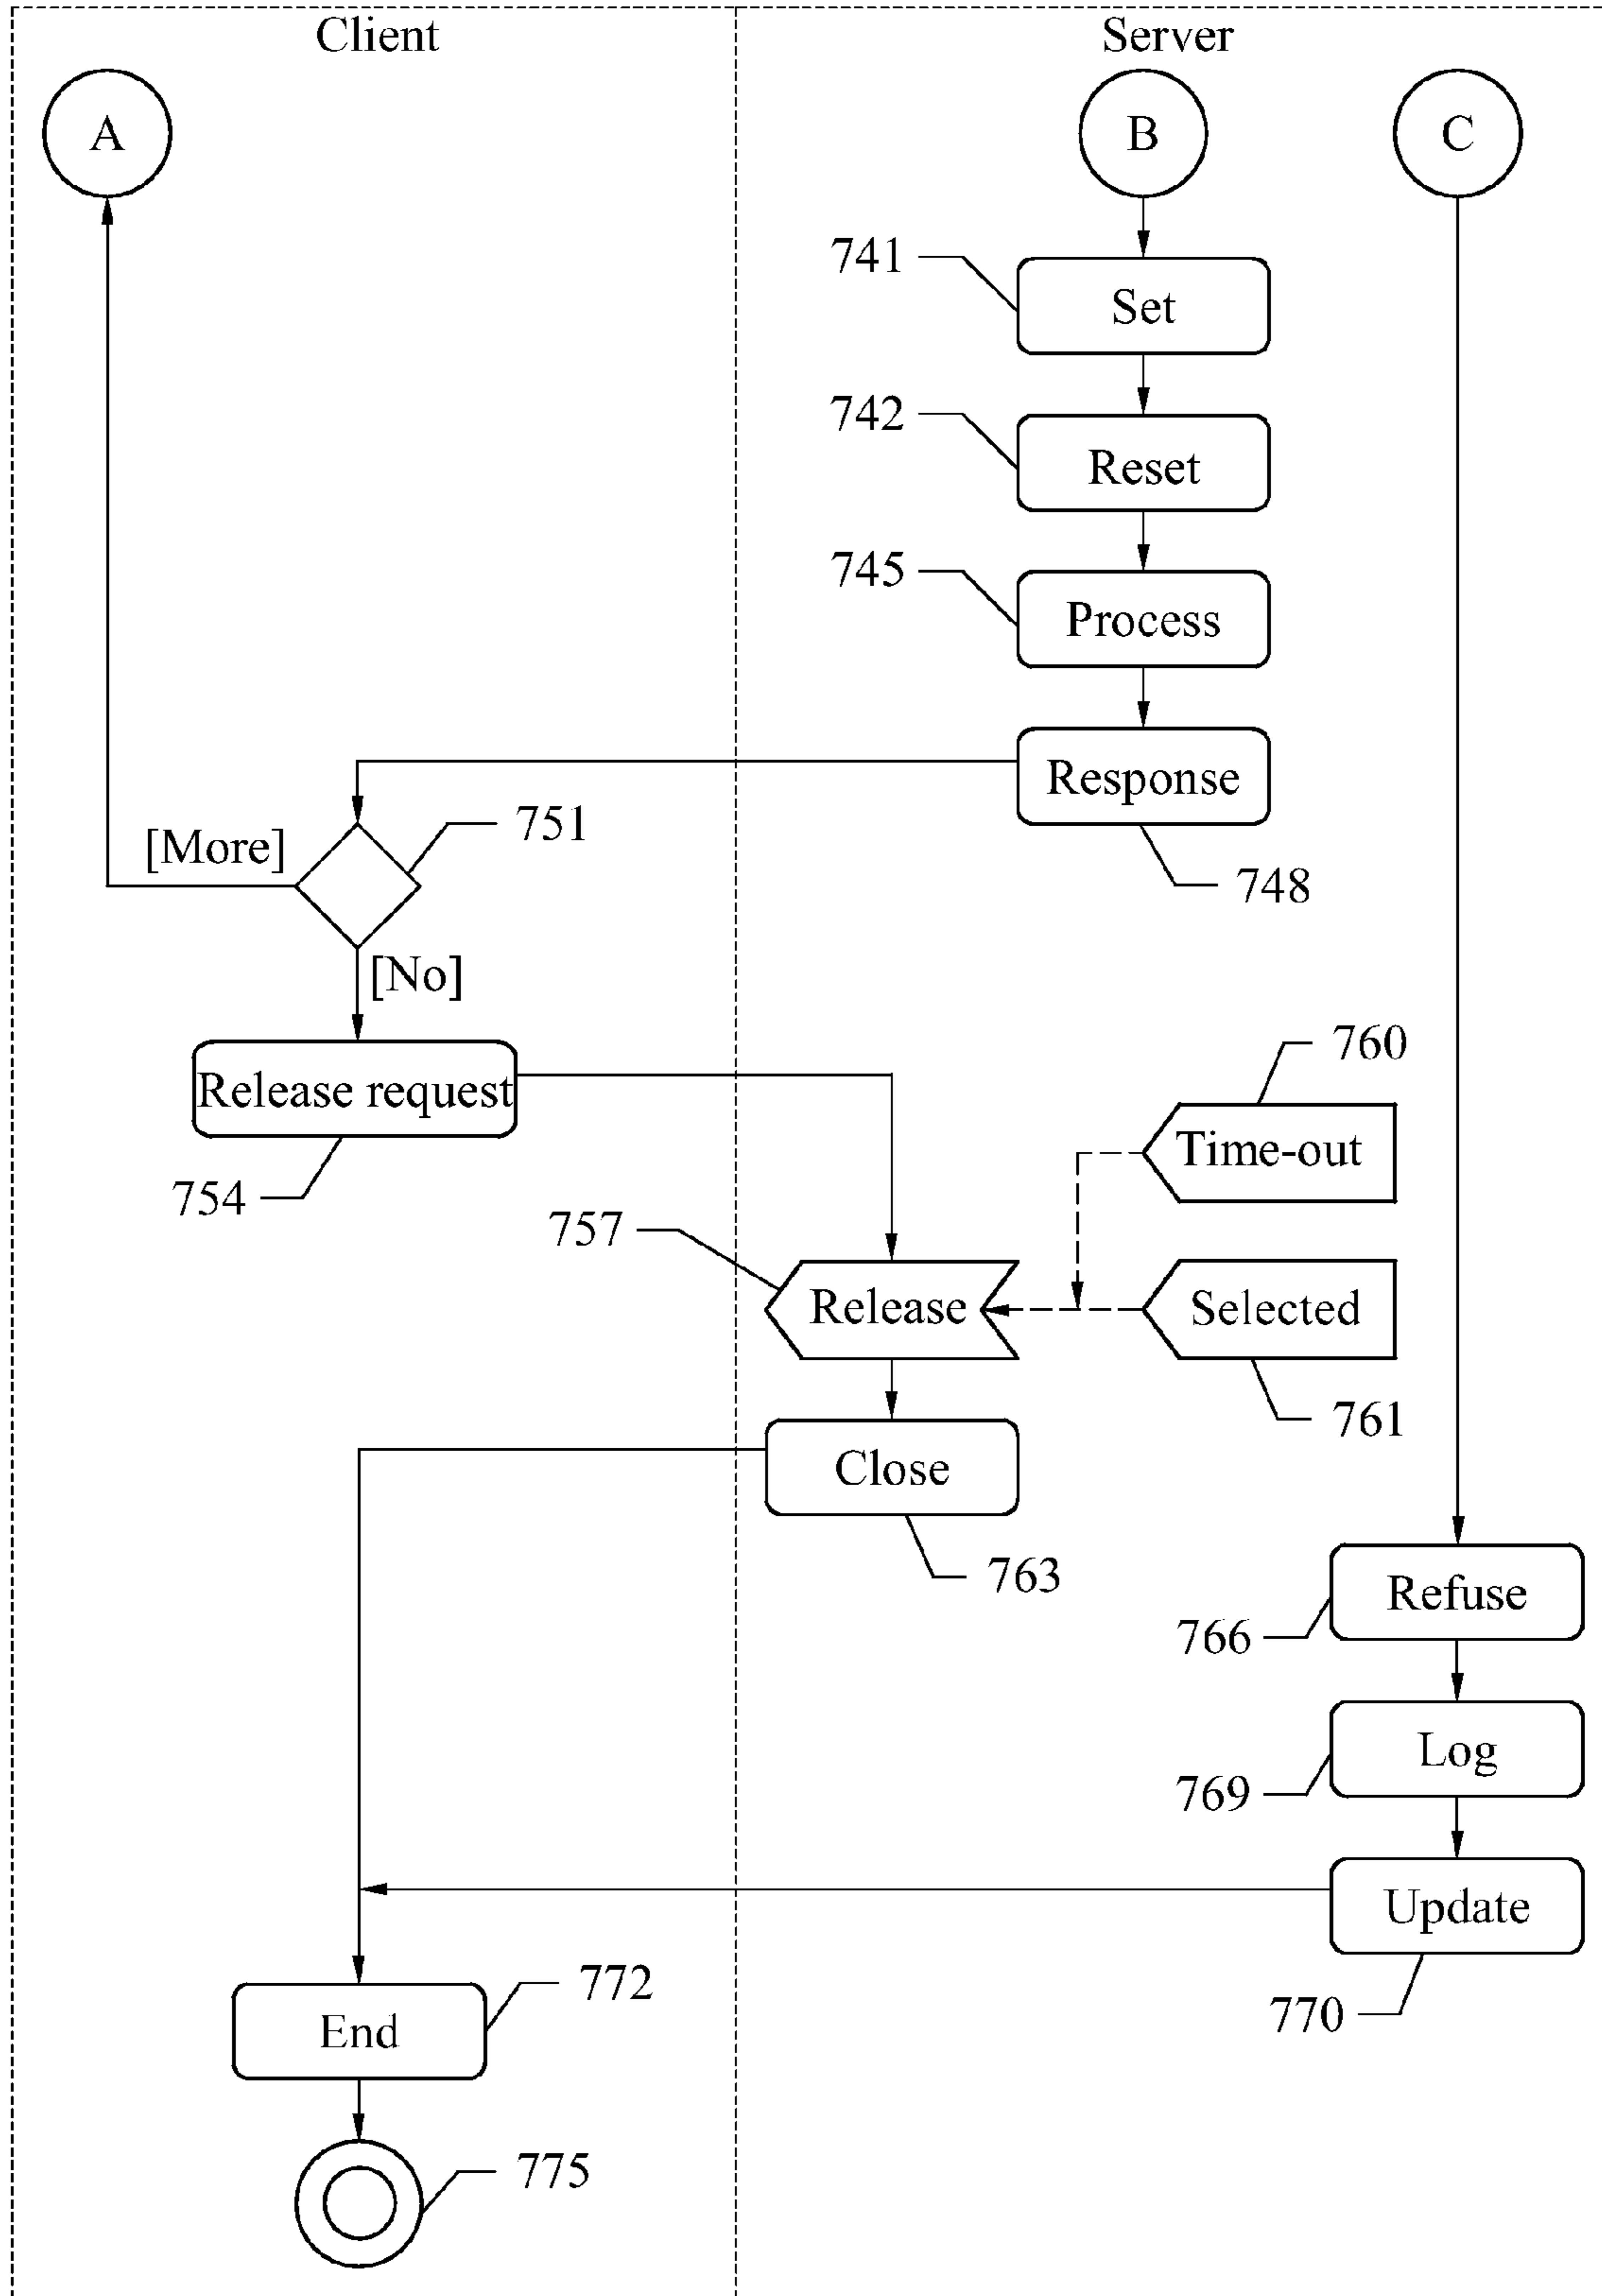 Client
Server
A
B
C
741
Set
742
Reset
745
Process
Response
748
751
[More]
[No]
Release request
754
760
Time-out
757
Release
Selected
761
Close
763
Refuse
766
Log
769
Update
770
772
End
775